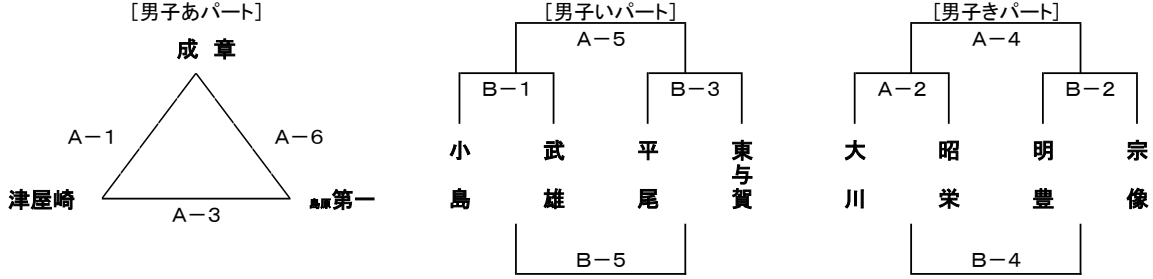 ［男子あパート］
成 章
A－1
A－6
津屋崎
島原第一
A－3
［男子いパート］
A－5
B－1
B－3
小島
武雄
平尾
東与賀
B－5
［男子きパート］
A－4
A－2
B－2
大川
昭栄
明豊
宗像
B－4